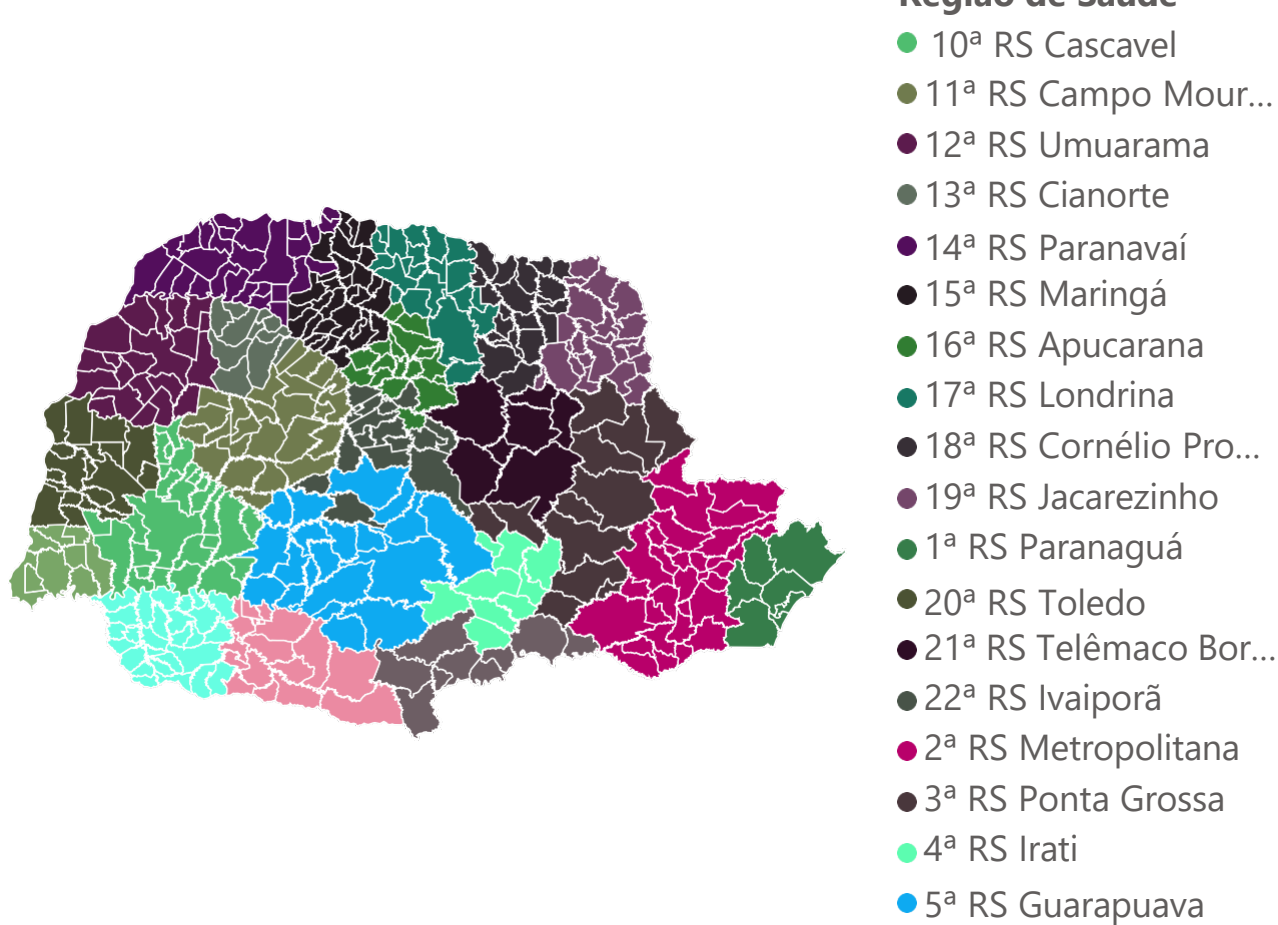 Região de Saúde
10ª RS Cascavel
11ª RS Campo Mour...
12ª RS Umuarama
13ª RS Cianorte
14ª RS Paranavaí
15ª RS Maringá
16ª RS Apucarana
17ª RS Londrina
18ª RS Cornélio Pro...
19ª RS Jacarezinho
1ª RS Paranaguá
20ª RS Toledo
21ª RS Telêmaco Bor...
22ª RS Ivaiporã
2ª RS Metropolitana
3ª RS Ponta Grossa
4ª RS Irati
5ª RS Guarapuava